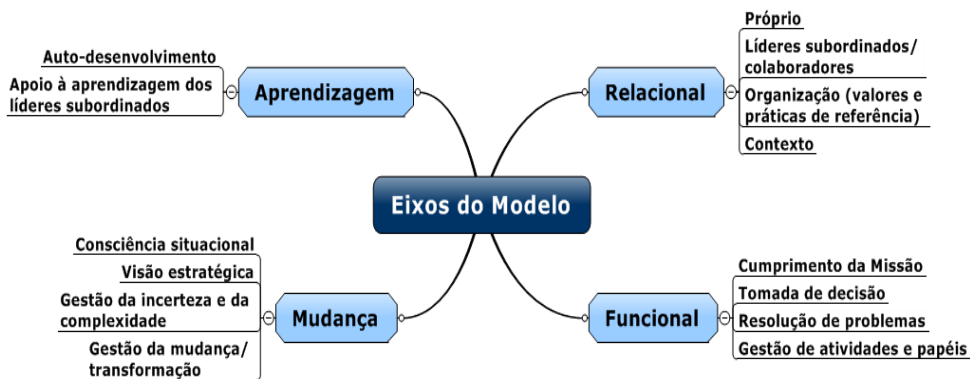 Eixos do Modelo
Aprendizagem
Auto-desenvolvimento
Apoio à aprendizagem dos
líderes subordinados
Relacional
Próprio
Líderes subordinados/
colaboradores
Organização (valores e
práticas de referência)
Contexto
Mudança
Consciência situacional
Visão estratégica
Gestão da incerteza e da
complexidade
Gestão da mudança/
transformação
Funcional
Cumprimento da Missão
Tomada de decisão
Resolução de problemas
Gestão de atividades e papéis